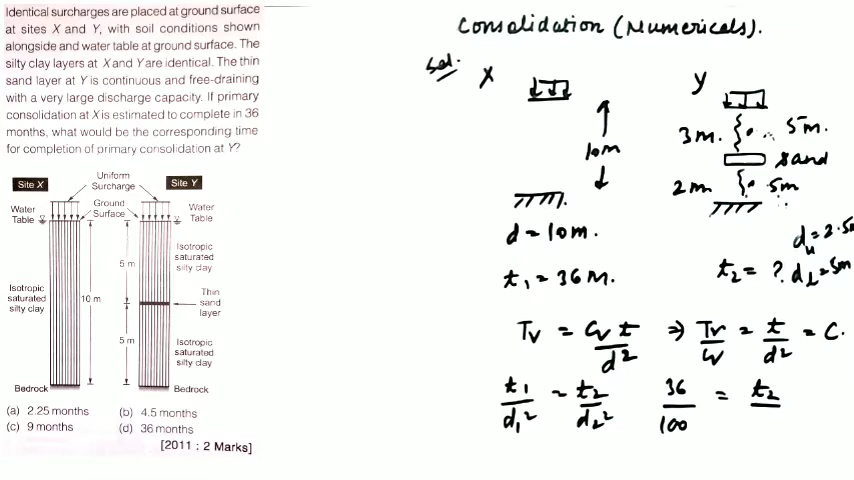 Identical surcharges are placed at ground surface
at sites X and Y, with soil conditions shown
alongside and water table at ground surface. The
silty clay layers at X and Y are identical. The thin
sand layer at Y is continuous and free-draining
with a very large discharge capacity. If primary
consolidation at X is estimated to complete in 36
months, what would be the corresponding time
for completion of primary consolidation at Y?
Uniform
Surcharge
Site X
Site Y
Water
Table
Ground
Surface
Water
Table
5 m
Isotropic
saturated
silty clay
Isotropic
saturated
silty clay
10 m
Thin
sand
layer
5 m
Isotropic
saturated
silty clay
Bedrock
Bedrock
(a) 2.25 months (b) 4.5 months
(c) 9 months (d) 36 months
[2011 : 2 Marks]
Consolidation (Numericals).
Sol.
X
Y
10m
3m.
5m.
sand
2m
5m
d = 10m.
t₁ = 36M.
dᵤ = 2.5m
t₂ = ? d_L = 5m
Tv = Cv t / d² ⇒ Tv / Cv = t / d² = C.
t₁ / d₁² = t₂ / d₂²
36 / 100 = t₂